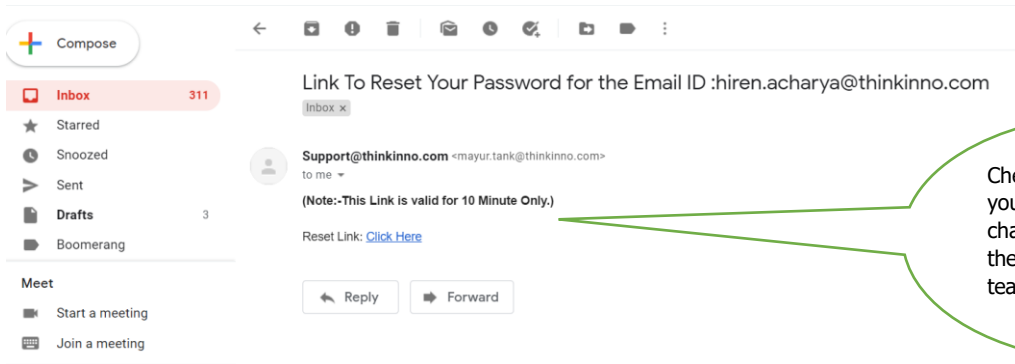 Compose
Inbox 311
Starred
Snoozed
Sent
Drafts 3
Boomerang
Meet
Start a meeting
Join a meeting
Link To Reset Your Password for the Email ID :hiren.acharya@thinkinno.com
Inbox x
Support@thinkinno.com <mayur.tank@thinkinno.com>
to me
(Note:-This Link is valid for 10 Minute Only.)
Reset Link: Click Here
Reply Forward